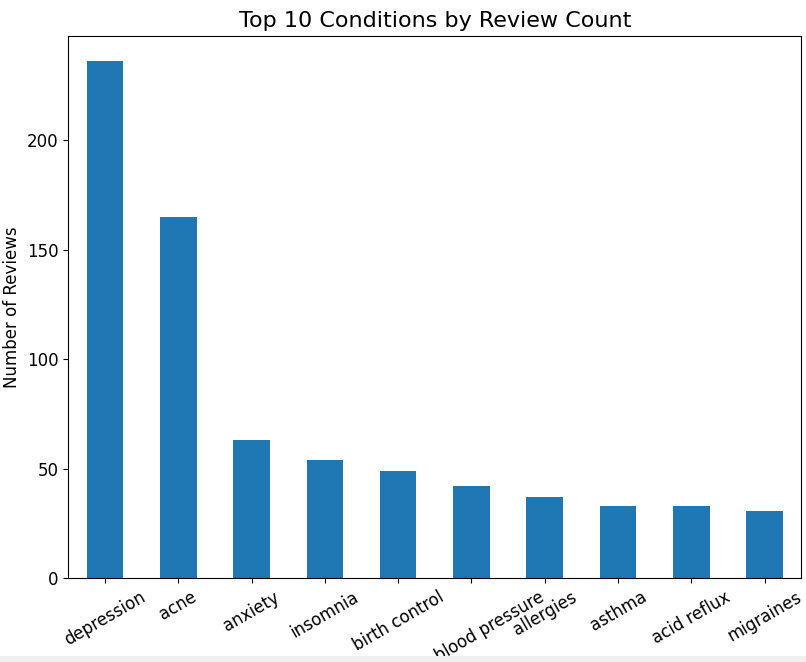 Top 10 Conditions by Review Count
Number of Reviews
200
150
100
50
0
depression
acne
anxiety
insomnia
birth control
blood pressure
allergies
asthma
acid reflux
migraines